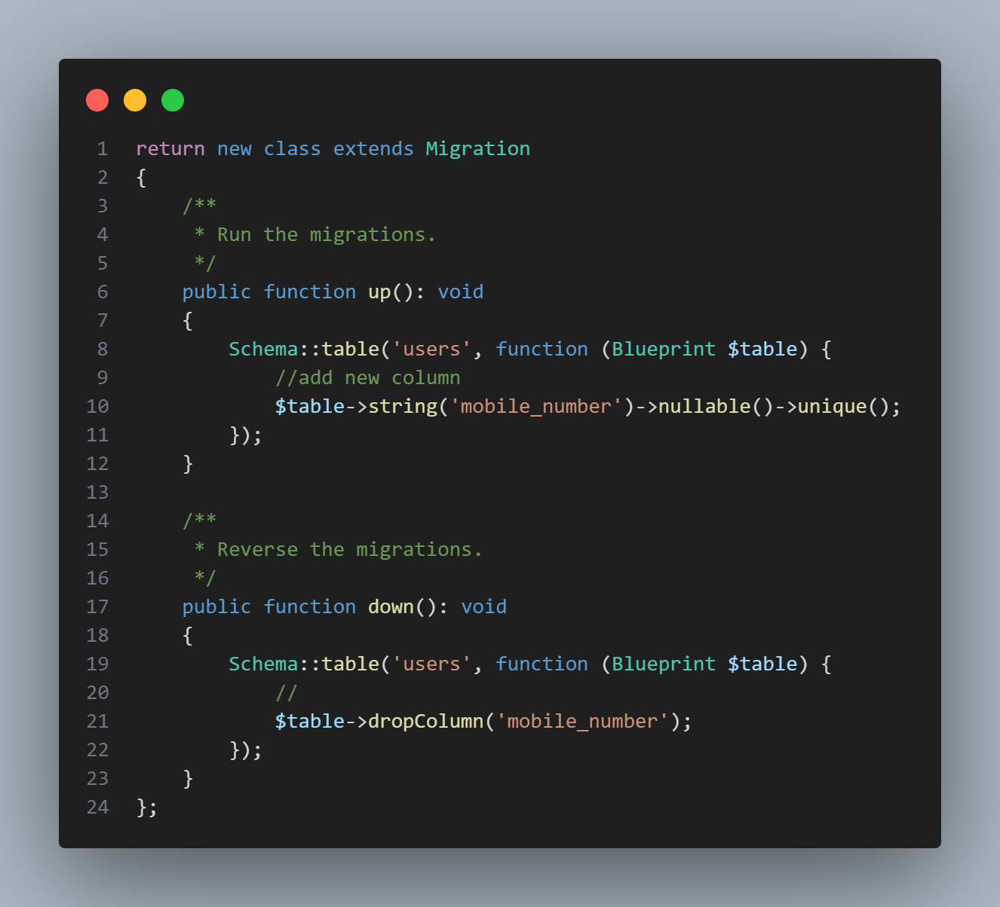 1 return new class extends Migration
2 {
3     /**
4      * Run the migrations.
5      */
6     public function up(): void
7     {
8         Schema::table('users', function (Blueprint $table) {
9             //add new column
10             $table->string('mobile_number')->nullable()->unique();
11         });
12     }
13
14     /**
15      * Reverse the migrations.
16      */
17     public function down(): void
18     {
19         Schema::table('users', function (Blueprint $table) {
20             //
21             $table->dropColumn('mobile_number');
22         });
23     }
24 };